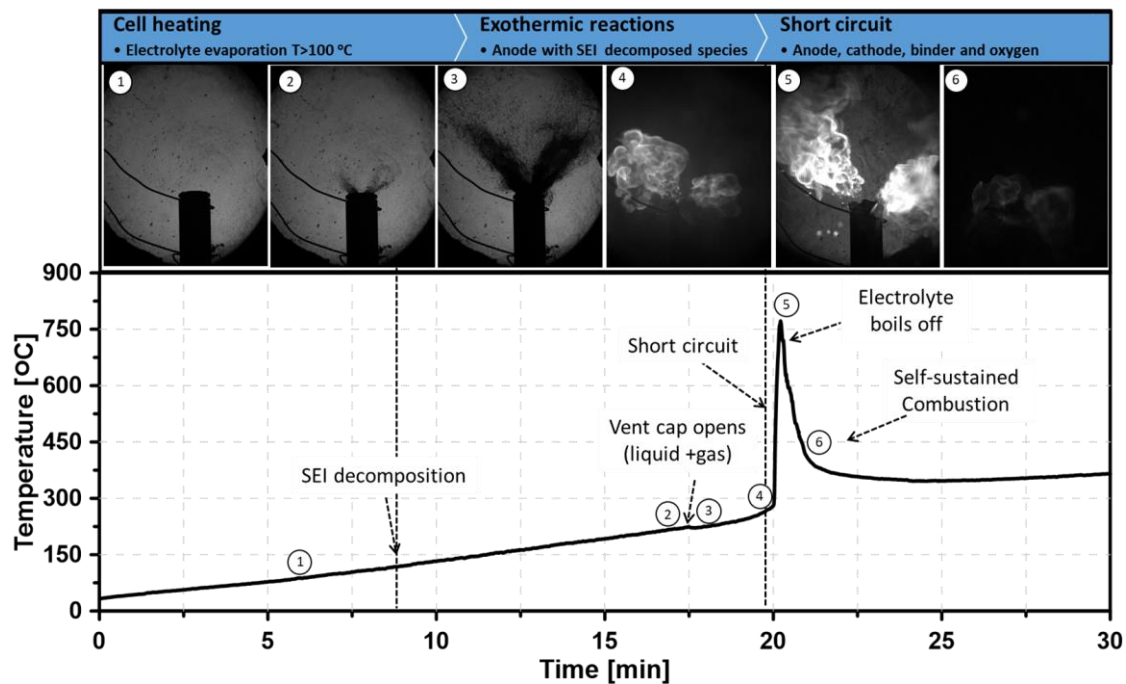 Cell heating
• Electrolyte evaporation T>100 °C
Exothermic reactions
• Anode with SEI decomposed species
Short circuit
• Anode, cathode, binder and oxygen
1
2
3
4
5
6
900
750
600
450
300
150
0
Temperature [OC]
SEI decomposition
Vent cap opens
(liquid +gas)
Short circuit
Electrolyte
boils off
Self-sustained
Combustion
1
2
3
4
5
6
0
5
10
15
20
25
30
Time [min]